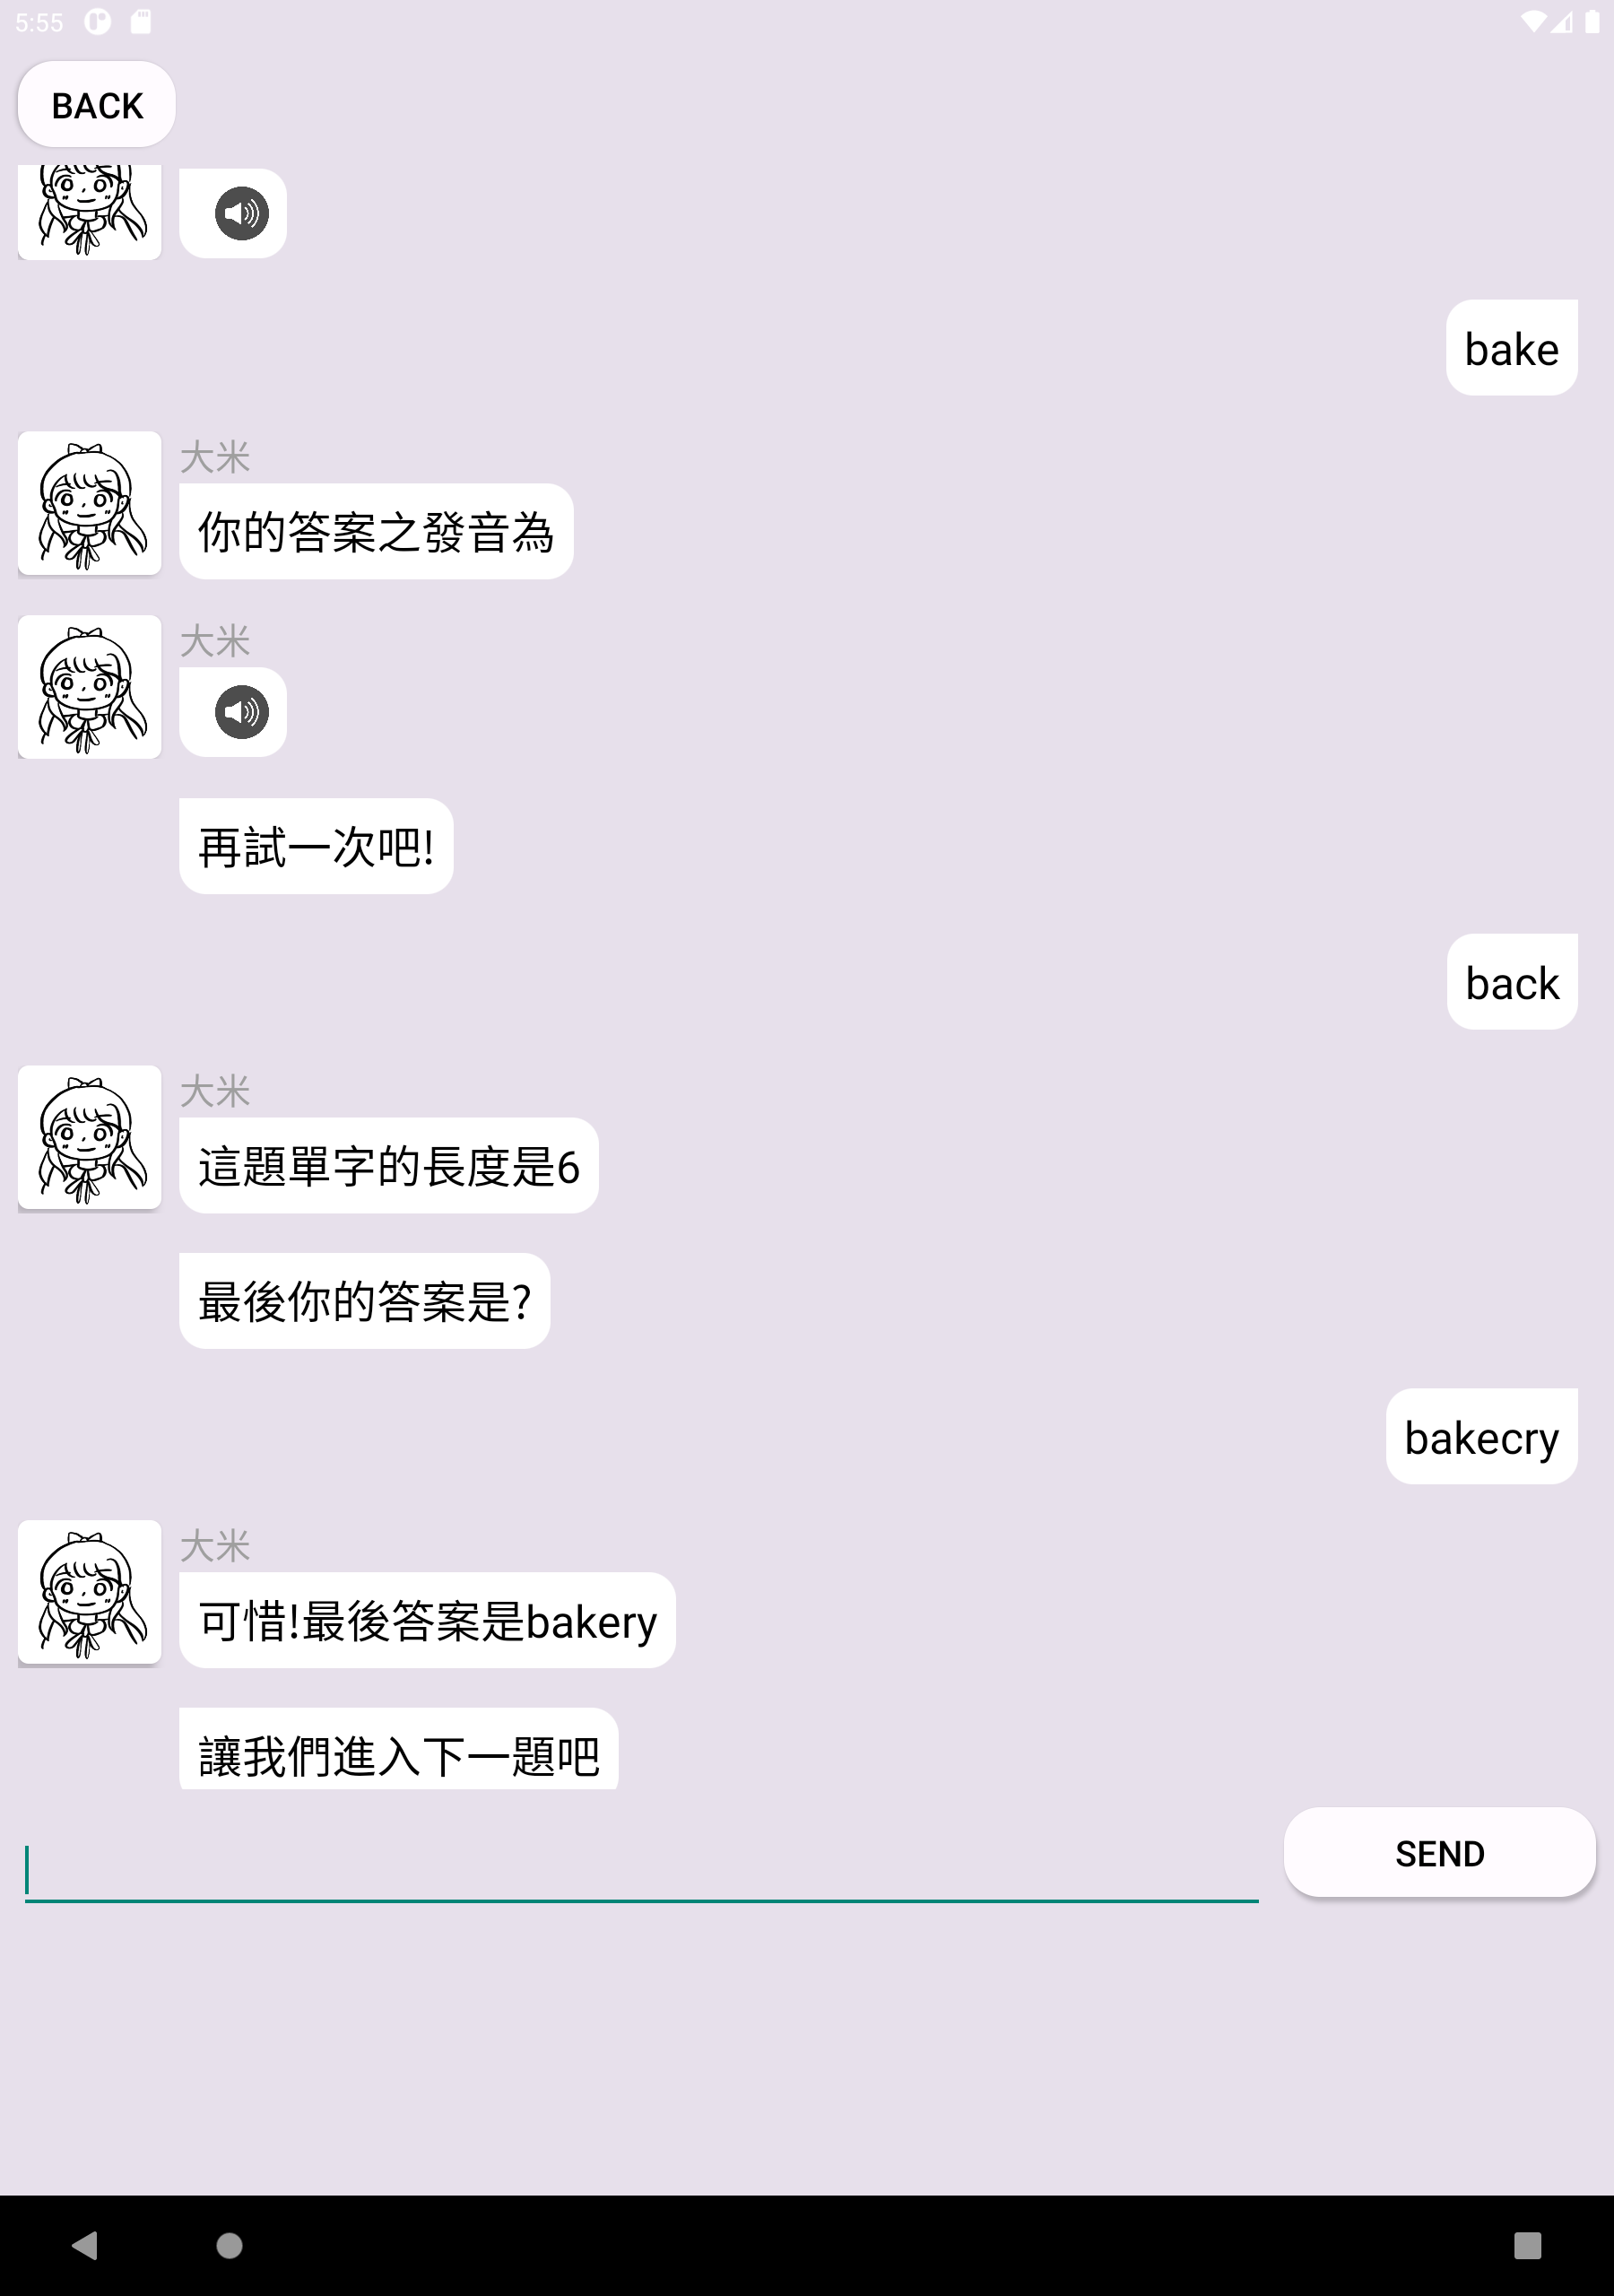 5:55
BACK
bake
大米
你的答案之發音為
大米
再試一次吧!
back
大米
這題單字的長度是6
最後你的答案是?
bakecry
大米
可惜!最後答案是bakery
讓我們進入下一題吧
SEND